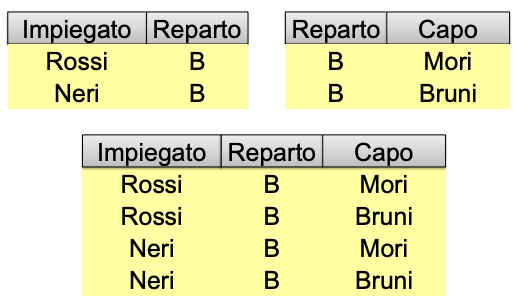 Impiegato Reparto
Rossi B
Neri B
Reparto Capo
B Mori
B Bruni
Impiegato Reparto Capo
Rossi B Mori
Rossi B Bruni
Neri B Mori
Neri B Bruni